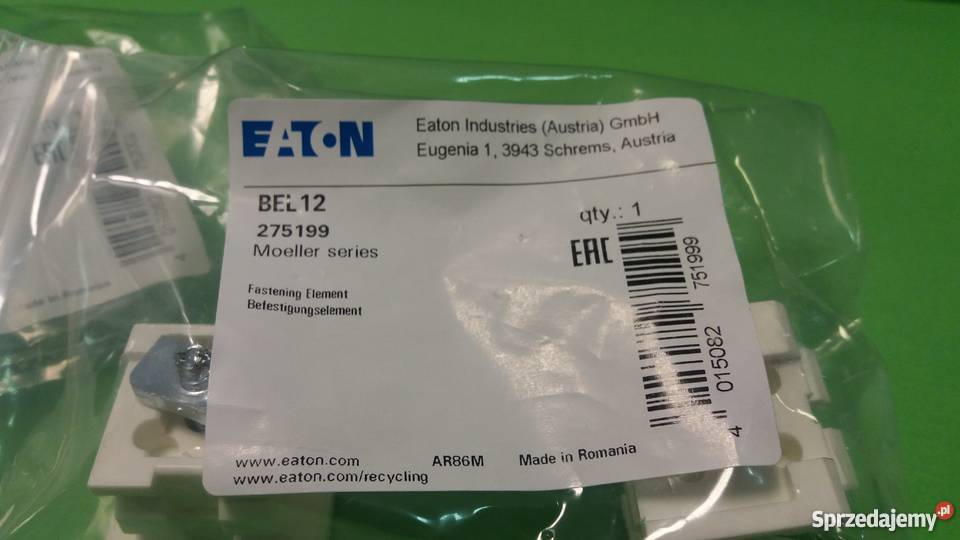 EATON
Eaton Industries (Austria) GmbH
Eugenia 1, 3943 Schrems, Austria
BEL12
275199
Moeller series
qty.: 1
EAC
Fastening Element
Befestigungselement
4 015082 751999
www.eaton.com
www.eaton.com/recycling
AR86M
Made in Romania
Sprzedajemy.pl